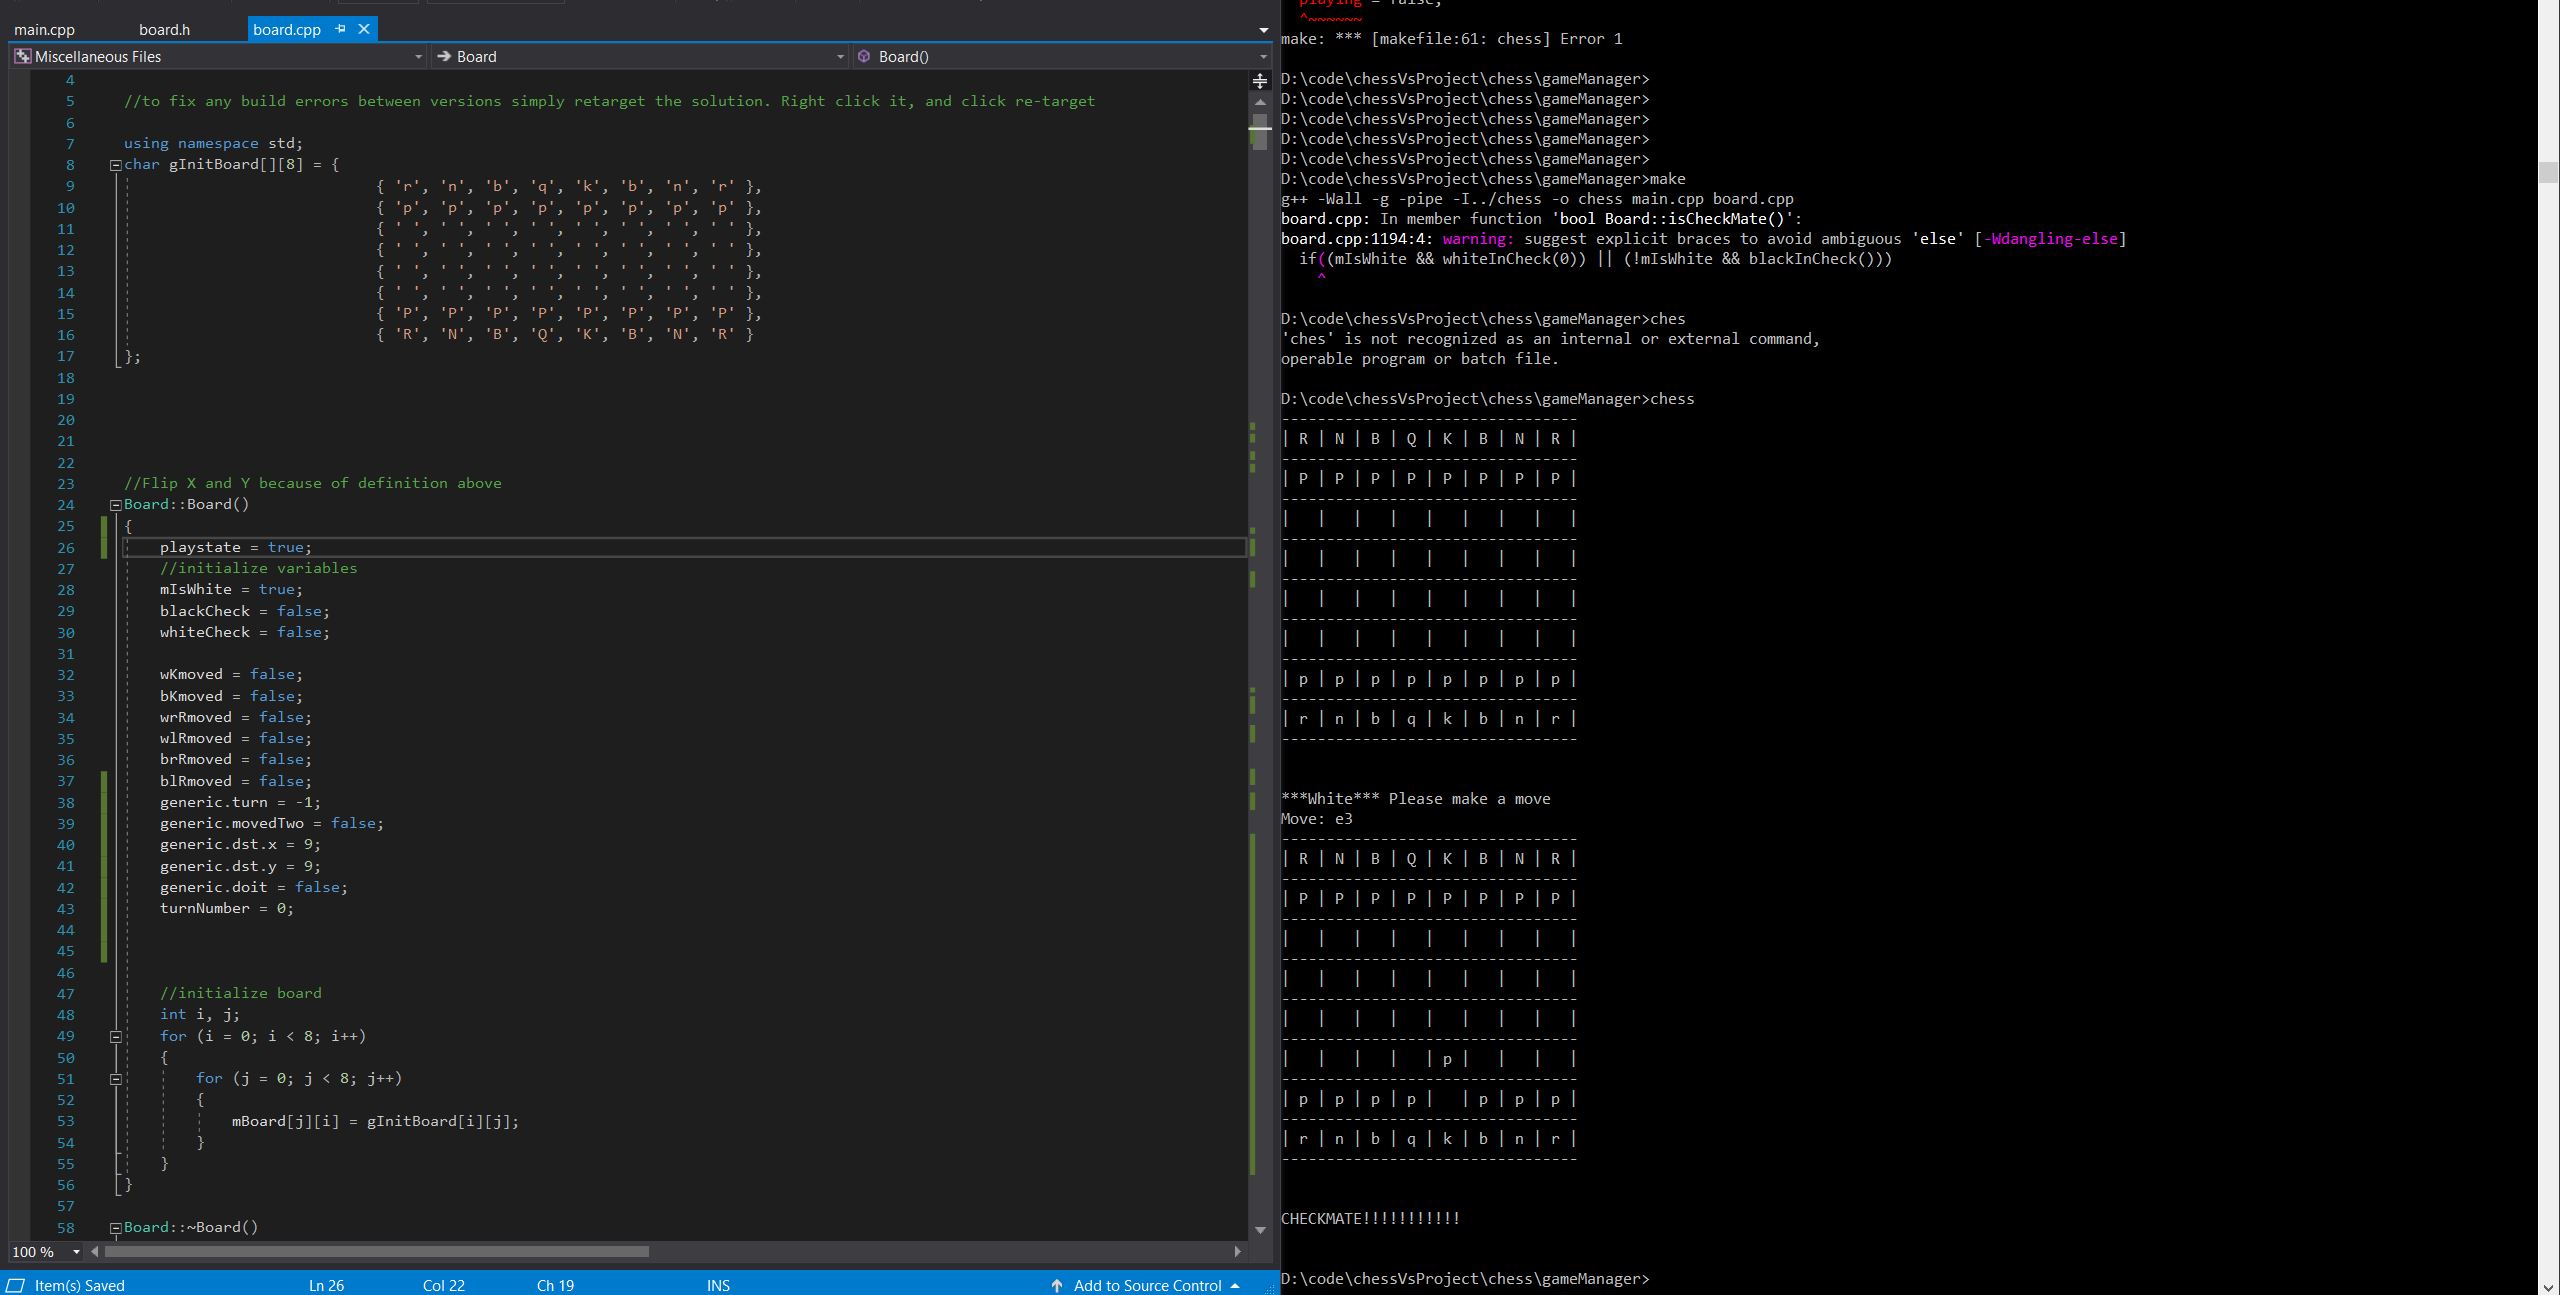 main.cpp board.h board.cpp
Miscellaneous Files Board Board()
4
5 //to fix any build errors between versions simply retarget the solution. Right click it, and click re-target
6
7 using namespace std;
8 char gInitBoard[][8] = {
9 { 'r', 'n', 'b', 'q', 'k', 'b', 'n', 'r' },
10 { 'p', 'p', 'p', 'p', 'p', 'p', 'p', 'p' },
11 { ' ', ' ', ' ', ' ', ' ', ' ', ' ', ' ' },
12 { ' ', ' ', ' ', ' ', ' ', ' ', ' ', ' ' },
13 { ' ', ' ', ' ', ' ', ' ', ' ', ' ', ' ' },
14 { ' ', ' ', ' ', ' ', ' ', ' ', ' ', ' ' },
15 { 'P', 'P', 'P', 'P', 'P', 'P', 'P', 'P' },
16 { 'R', 'N', 'B', 'Q', 'K', 'B', 'N', 'R' }
17 };
18
19
20
21
22
23 //Flip X and Y because of definition above
24 Board::Board()
25 {
26 playstate = true;
27 //initialize variables
28 mIsWhite = true;
29 blackCheck = false;
30 whiteCheck = false;
31
32 wKmoved = false;
33 bKmoved = false;
34 wrRmoved = false;
35 wlRmoved = false;
36 brRmoved = false;
37 blRmoved = false;
38 generic.turn = -1;
39 generic.movedTwo = false;
40 generic.dst.x = 9;
41 generic.dst.y = 9;
42 generic.doit = false;
43 turnNumber = 0;
44
45
46
47 //initialize board
48 int i, j;
49 for (i = 0; i < 8; i++)
50 {
51 for (j = 0; j < 8; j++)
52 {
53 mBoard[j][i] = gInitBoard[i][j];
54 }
55 }
56 }
57
58 Board::~Board()
100 %
Item(s) Saved Ln 26 Col 22 Ch 19 INS Add to Source Control
playing = false;
^~~~~~~
make: *** [makefile:61: chess] Error 1
D:\code\chessVsProject\chess\gameManager>
D:\code\chessVsProject\chess\gameManager>
D:\code\chessVsProject\chess\gameManager>
D:\code\chessVsProject\chess\gameManager>
D:\code\chessVsProject\chess\gameManager>
D:\code\chessVsProject\chess\gameManager>make
g++ -Wall -g -pipe -I../chess -o chess main.cpp board.cpp
board.cpp: In member function 'bool Board::isCheckMate()':
board.cpp:1194:4: warning: suggest explicit braces to avoid ambiguous 'else' [-Wdangling-else]
if((mIsWhite && whiteInCheck(0)) || (!mIsWhite && blackInCheck()))
^
D:\code\chessVsProject\chess\gameManager>ches
'ches' is not recognized as an internal or external command,
operable program or batch file.
D:\code\chessVsProject\chess\gameManager>chess
---------------------------------
| R | N | B | Q | K | B | N | R |
---------------------------------
| P | P | P | P | P | P | P | P |
---------------------------------
|   |   |   |   |   |   |   |   |
---------------------------------
|   |   |   |   |   |   |   |   |
---------------------------------
|   |   |   |   |   |   |   |   |
---------------------------------
|   |   |   |   |   |   |   |   |
---------------------------------
| p | p | p | p | p | p | p | p |
---------------------------------
| r | n | b | q | k | b | n | r |
---------------------------------
***White*** Please make a move
Move: e3
---------------------------------
| R | N | B | Q | K | B | N | R |
---------------------------------
| P | P | P | P | P | P | P | P |
---------------------------------
|   |   |   |   |   |   |   |   |
---------------------------------
|   |   |   |   |   |   |   |   |
---------------------------------
|   |   |   |   |   |   |   |   |
---------------------------------
|   |   |   |   | p |   |   |   |
---------------------------------
| p | p | p | p |   | p | p | p |
---------------------------------
| r | n | b | q | k | b | n | r |
---------------------------------
CHECKMATE!!!!!!!!!!!
D:\code\chessVsProject\chess\gameManager>